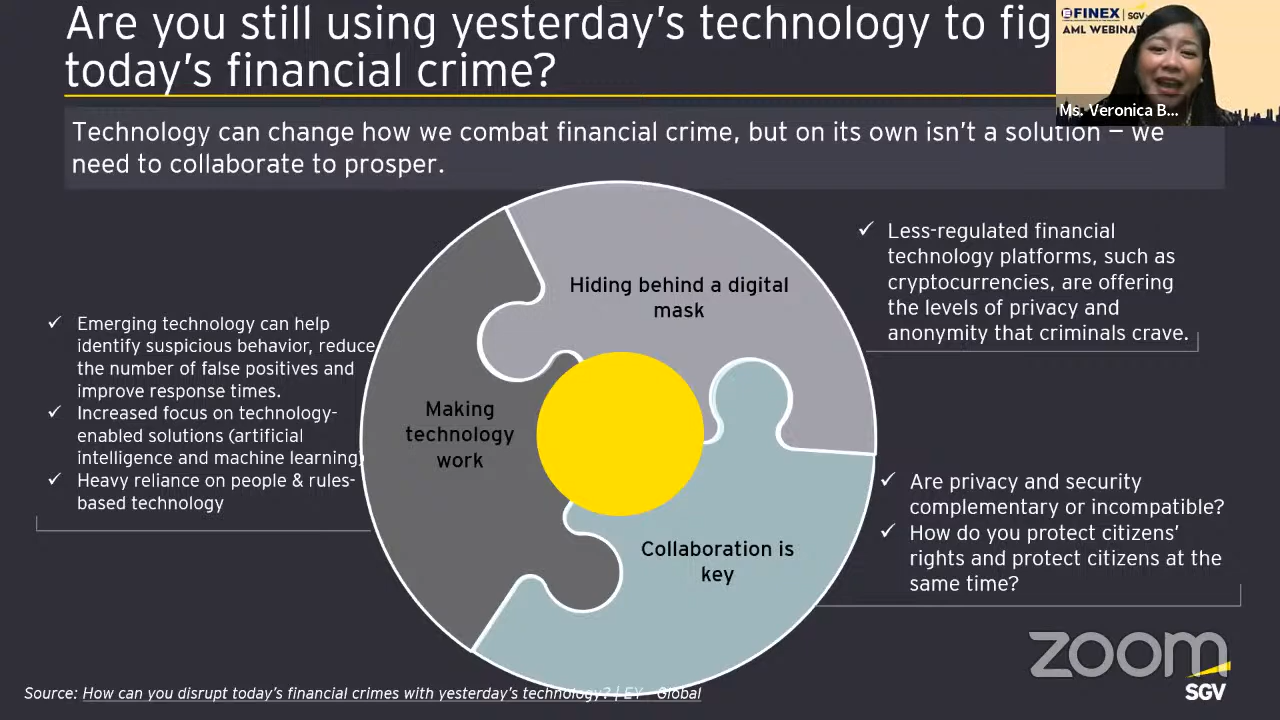 Are you still using yesterday's technology to fig
today's financial crime?
FINEX | SGV
AML WEBINA
Ms. Veronica B...
Technology can change how we combat financial crime, but on its own isn't a solution – we
need to collaborate to prosper.
Hiding behind a digital
mask
✓ Less-regulated financial
technology platforms, such as
cryptocurrencies, are offering
the levels of privacy and
anonymity that criminals crave.
✓ Emerging technology can help
identify suspicious behavior, reduce
the number of false positives and
improve response times.
✓ Increased focus on technology-
enabled solutions (artificial
intelligence and machine learning)
✓ Heavy reliance on people & rules-
based technology
Making
technology
work
✓ Are privacy and security
complementary or incompatible?
✓ How do you protect citizens'
rights and protect citizens at the
same time?
Collaboration is
key
zoom
SGV
Source: How can you disrupt today's financial crimes with yesterday's technology? | EY - Global